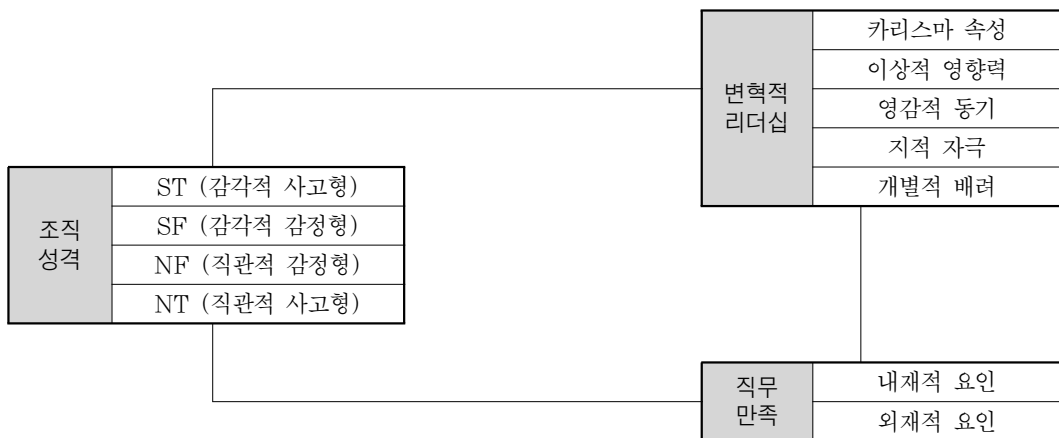 변혁적
리더십
카리스마 속성
이상적 영향력
영감적 동기
지적 자극
개별적 배려
조직
성격
ST (감각적 사고형)
SF (감각적 감정형)
NF (직관적 감정형)
NT (직관적 사고형)
직무
만족
내재적 요인
외재적 요인